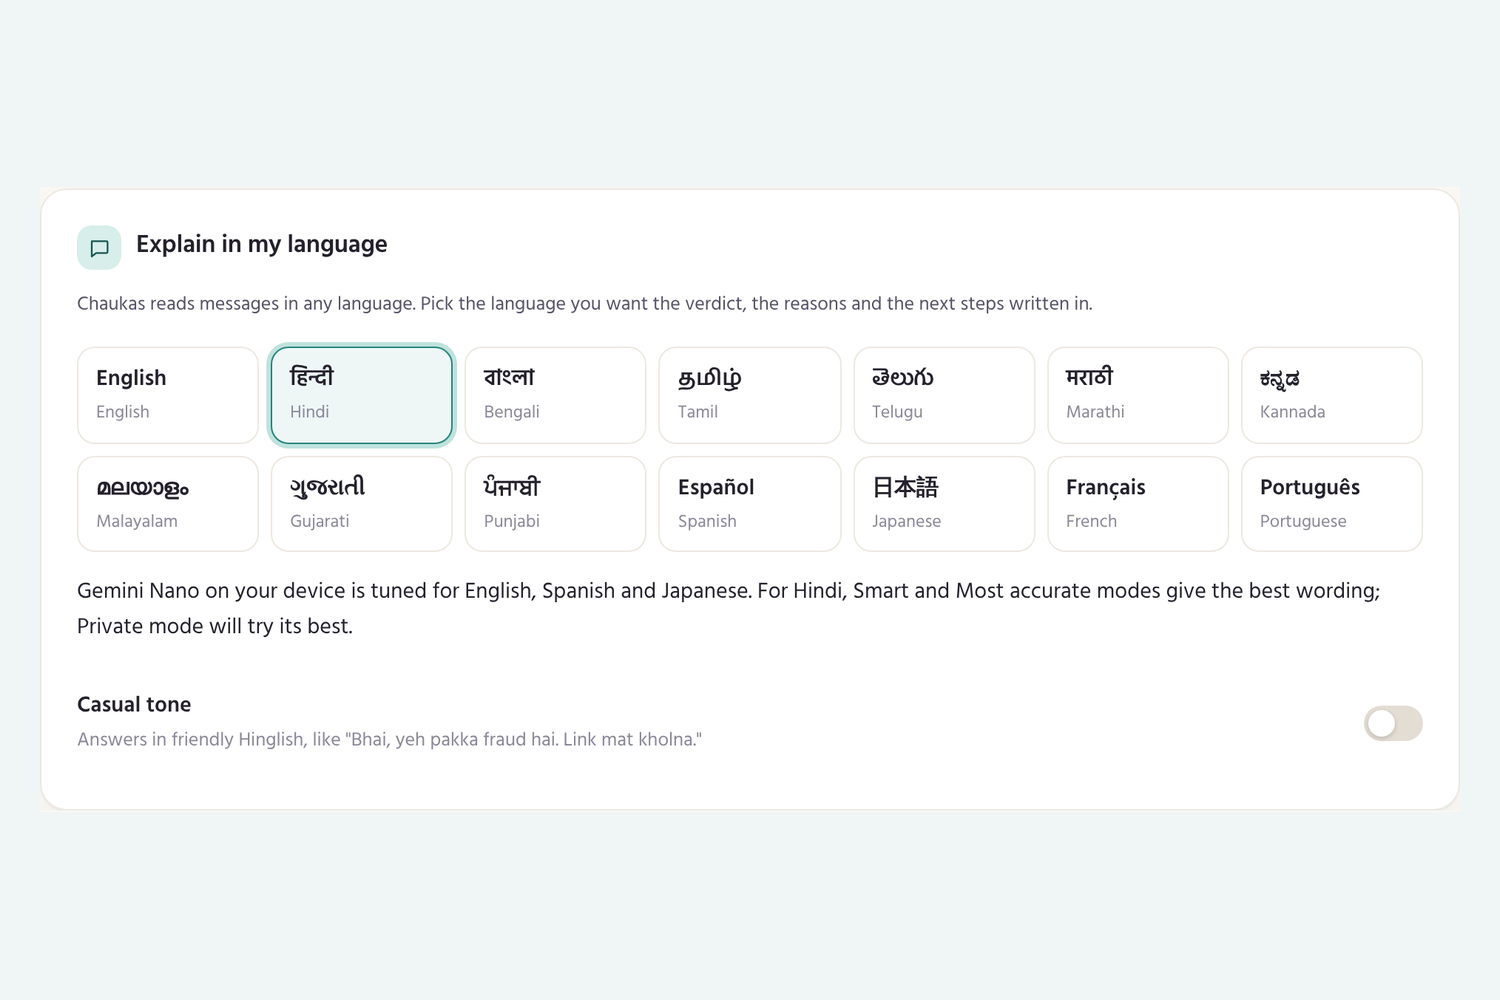 Explain in my language
Chaukas reads messages in any language. Pick the language you want the verdict, the reasons and the next steps written in.
English
English
हिन्दी
Hindi
বাংলা
Bengali
தமிழ்
Tamil
తెలుగు
Telugu
मराठी
Marathi
ಕನ್ನಡ
Kannada
മലയാളം
Malayalam
ગુજરાતી
Gujarati
ਪੰਜਾਬੀ
Punjabi
Español
Spanish
日本語
Japanese
Français
French
Português
Portuguese
Gemini Nano on your device is tuned for English, Spanish and Japanese. For Hindi, Smart and Most accurate modes give the best wording;
Private mode will try its best.
Casual tone
Answers in friendly Hinglish, like "Bhai, yeh pakka fraud hai. Link mat kholna."